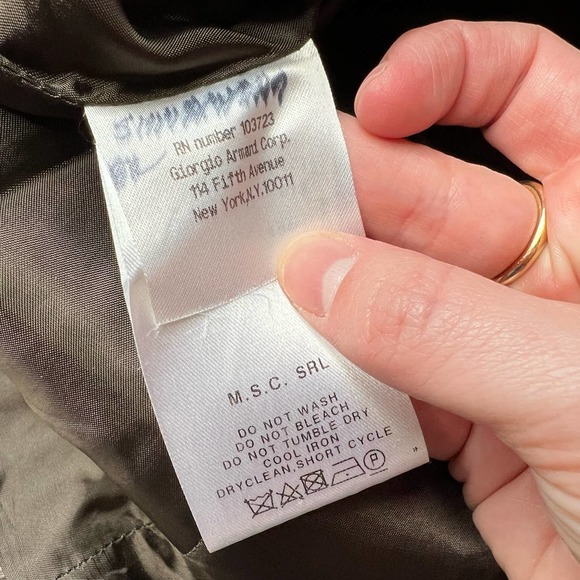 RN number 103723
Giorgio Armani Corp.
114 Fifth Avenue
New York,N.Y.10011
M.S.C. SRL
DO NOT WASH
DO NOT BLEACH
DO NOT TUMBLE DRY
COOL IRON
DRYCLEAN,SHORT CYCLE
P